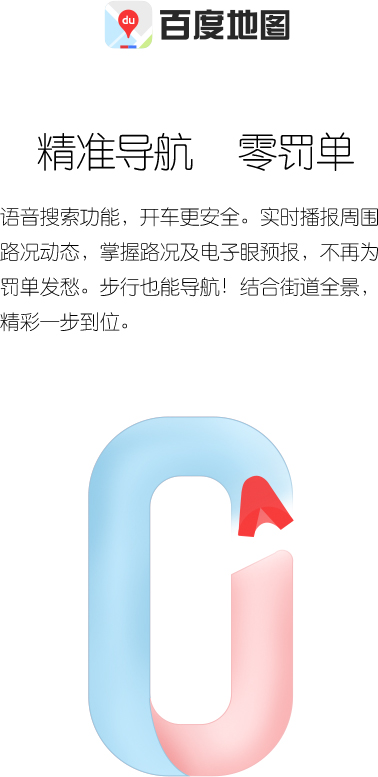 du 百度地图
精准导航 零罚单
语音搜索功能，开车更安全。实时播报周围
路况动态，掌握路况及电子眼预报，不再为
罚单发愁。步行也能导航！结合街道全景，
精彩一步到位。